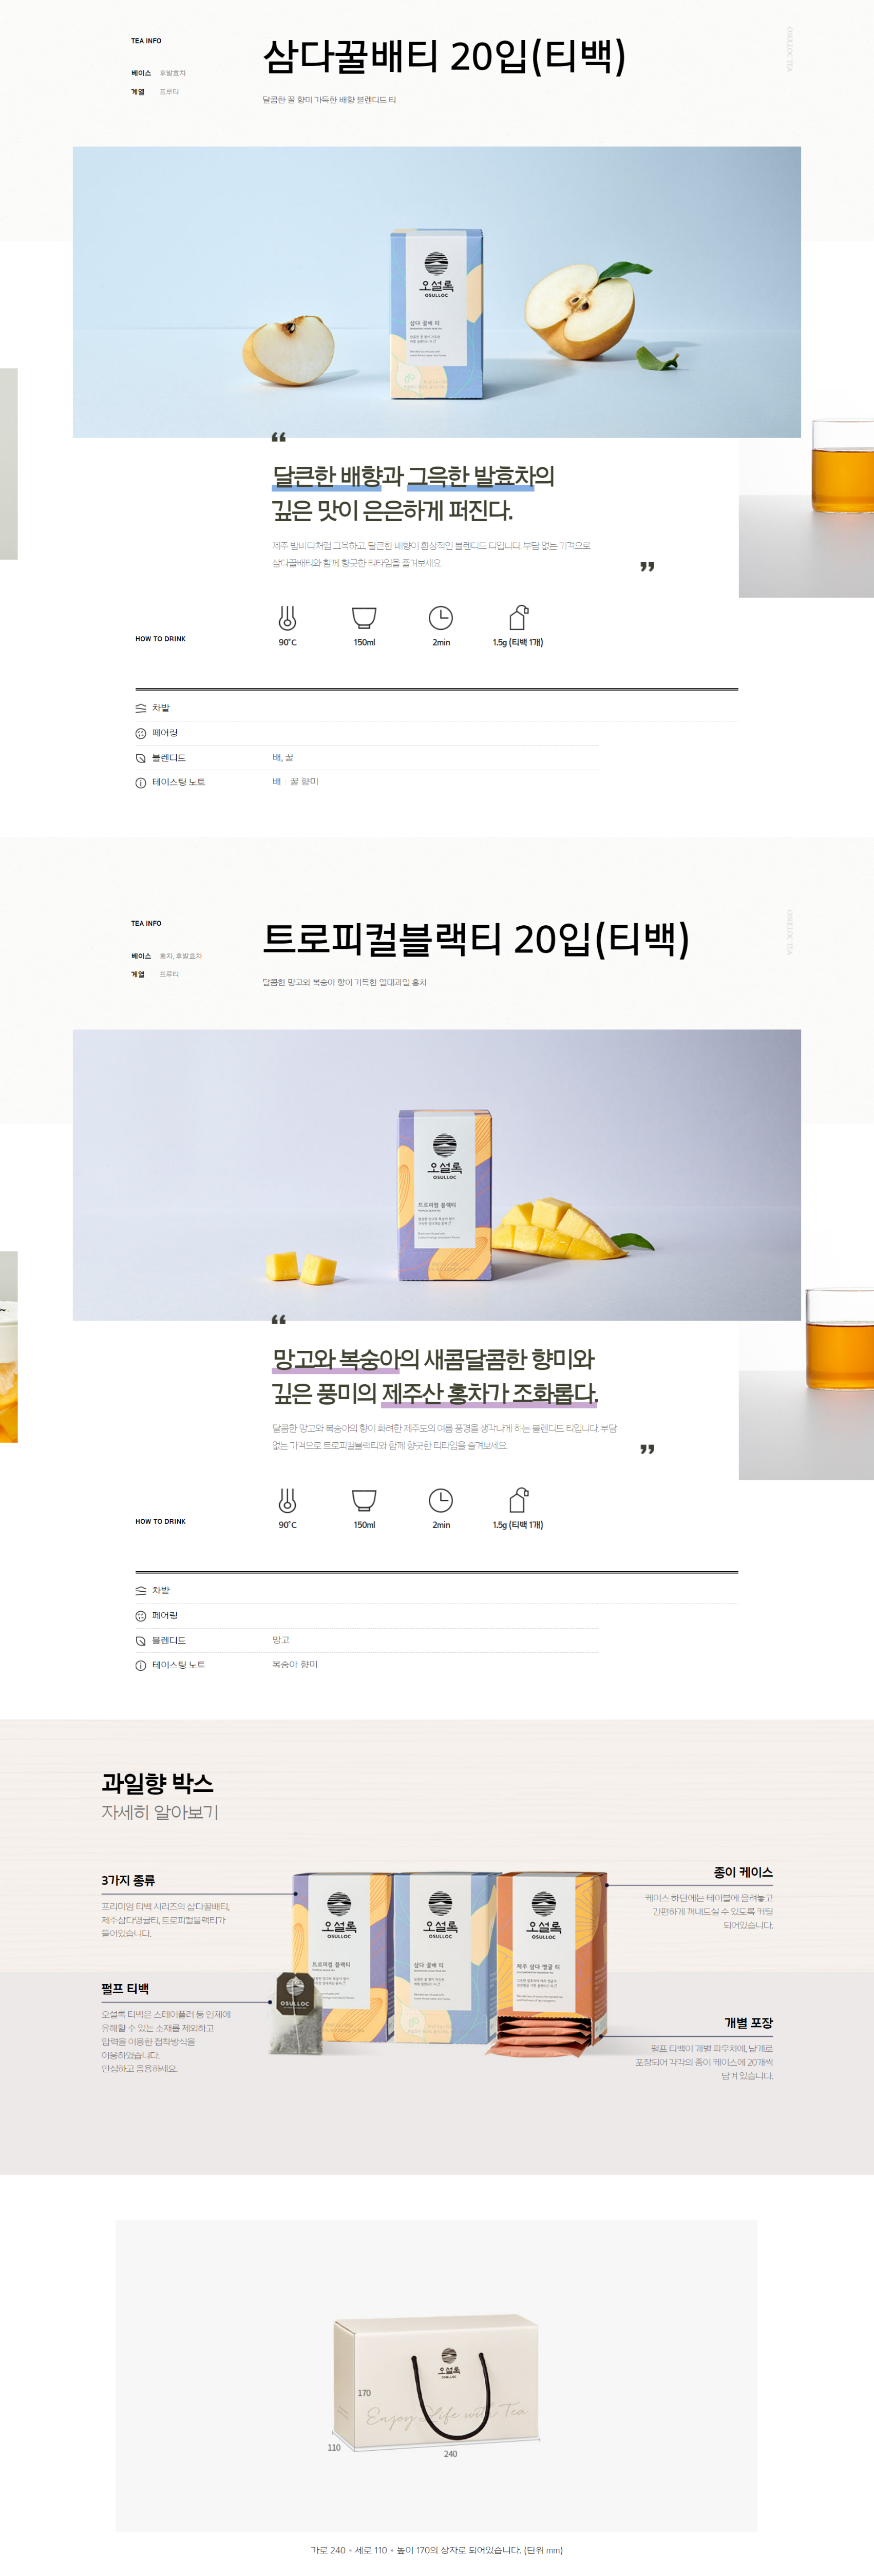 TEA INFO
삼다꿀배티 20입(티백)
OSULLOC TEA
베이스 후발효차
계열 프루티
달콤한 꿀 향미 가득한 배향 블렌디드 티
오설록
OSULLOC
삼다 꿀배 티
“
달큰한 배향과 그윽한 발효차의
깊은 맛이 은은하게 퍼진다.
제주 밤바다처럼 그윽하고, 달큰한 배향이 환상적인 블렌디드 티입니다. 부담 없는 가격으로
삼다꿀배티와 함께 향긋한 티타임을 즐겨보세요.
”
HOW TO DRINK
90˚C 150ml 2min 1.5g (티백 1개)
차밭
페어링
블렌디드 배, 꿀
테이스팅 노트 배 꿀 향미
TEA INFO
트로피컬블랙티 20입(티백)
OSULLOC TEA
베이스 홍차, 후발효차
계열 프루티
달콤한 망고와 복숭아 향이 가득한 열대과일 홍차
오설록
OSULLOC
트로피컬 블랙티
“
망고와 복숭아의 새콤달콤한 향미와
깊은 풍미의 제주산 홍차가 조화롭다.
달콤한 망고와 복숭아의 향이 화려한 제주도의 여름 풍경을 생각나게 하는 블렌디드 티입니다. 부담
없는 가격으로 트로피컬블랙티와 함께 향긋한 티타임을 즐겨보세요.
”
HOW TO DRINK
90˚C 150ml 2min 1.5g (티백 1개)
차밭
페어링
블렌디드 망고
테이스팅 노트 복숭아 향미
과일향 박스
자세히 알아보기
3가지 종류
프리미엄 티백 시리즈의 삼다꿀배티,
제주삼다영귤티, 트로피컬블랙티가
들어있습니다.
펄프 티백
오설록 티백은 스테이플러 등 인체에
유해할 수 있는 소재를 제외하고
압력을 이용한 접착방식을
이용하였습니다.
안심하고 음용하세요.
오설록
OSULLOC
트로피컬 블랙티
OSULLOC
오설록
OSULLOC
삼다 꿀배 티
오설록
OSULLOC
제주 삼다 영귤 티
종이 케이스
케이스 하단에는 테이블에 올려놓고
간편하게 꺼내드실 수 있도록 커팅
되어있습니다.
개별 포장
펄프 티백이 개별 파우치에, 낱개로
포장되어 각각의 종이 케이스에 20개씩
담겨 있습니다.
오설록
OSULLOC
Enjoy Life with Tea
170
110
240
가로 240 * 세로 110 * 높이 170의 상자로 되어있습니다. (단위 mm)